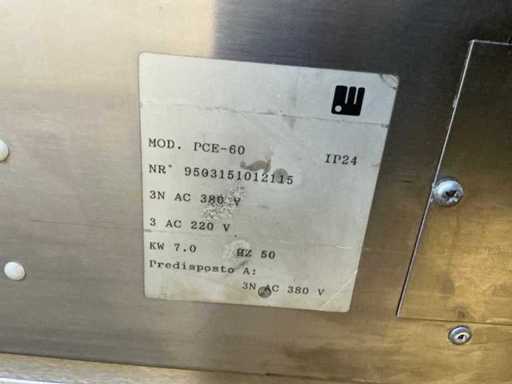 MOD. PCE-60
IP24
NR° 9503151012115
3N AC 380 V
3 AC 220 V
KW 7.0 HZ 50
Predisposto A:
3N AC 380 V